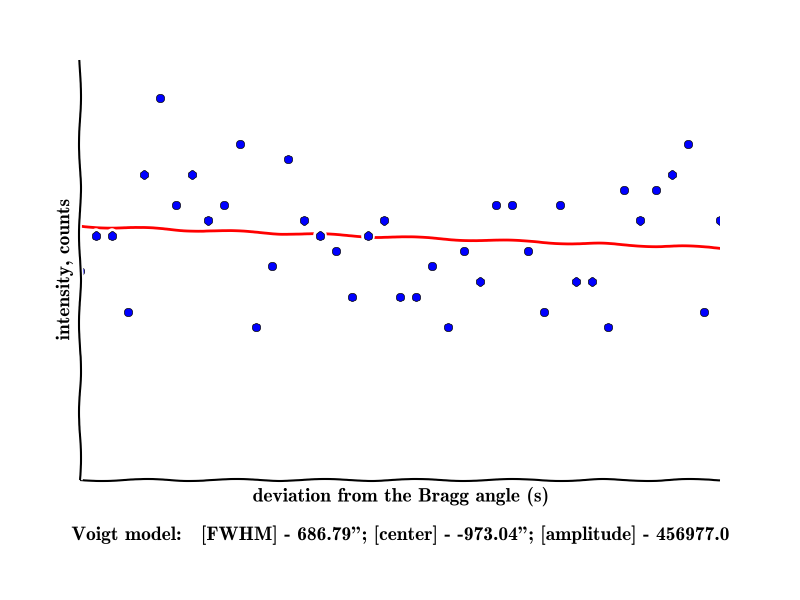 intensity, counts
deviation from the Bragg angle (s)
Voigt model: [FWHM] - 686.79”; [center] - -973.04”; [amplitude] - 456977.0